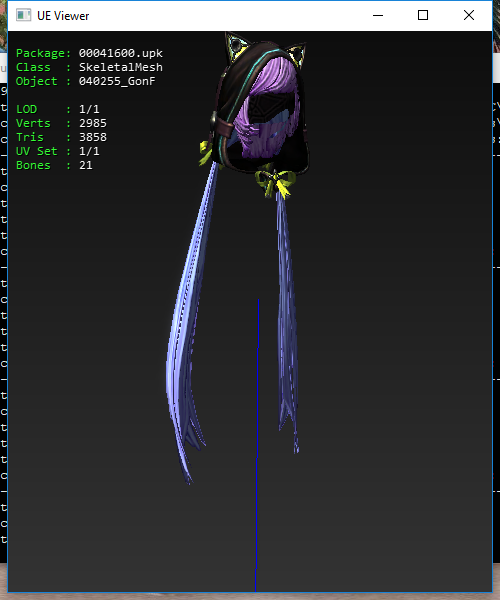 UE Viewer
Package: 00041600.upk
Class : SkeletalMesh
Object : 040255_GonF
LOD : 1/1
Verts : 2985
Tris : 3858
UV Set : 1/1
Bones : 21